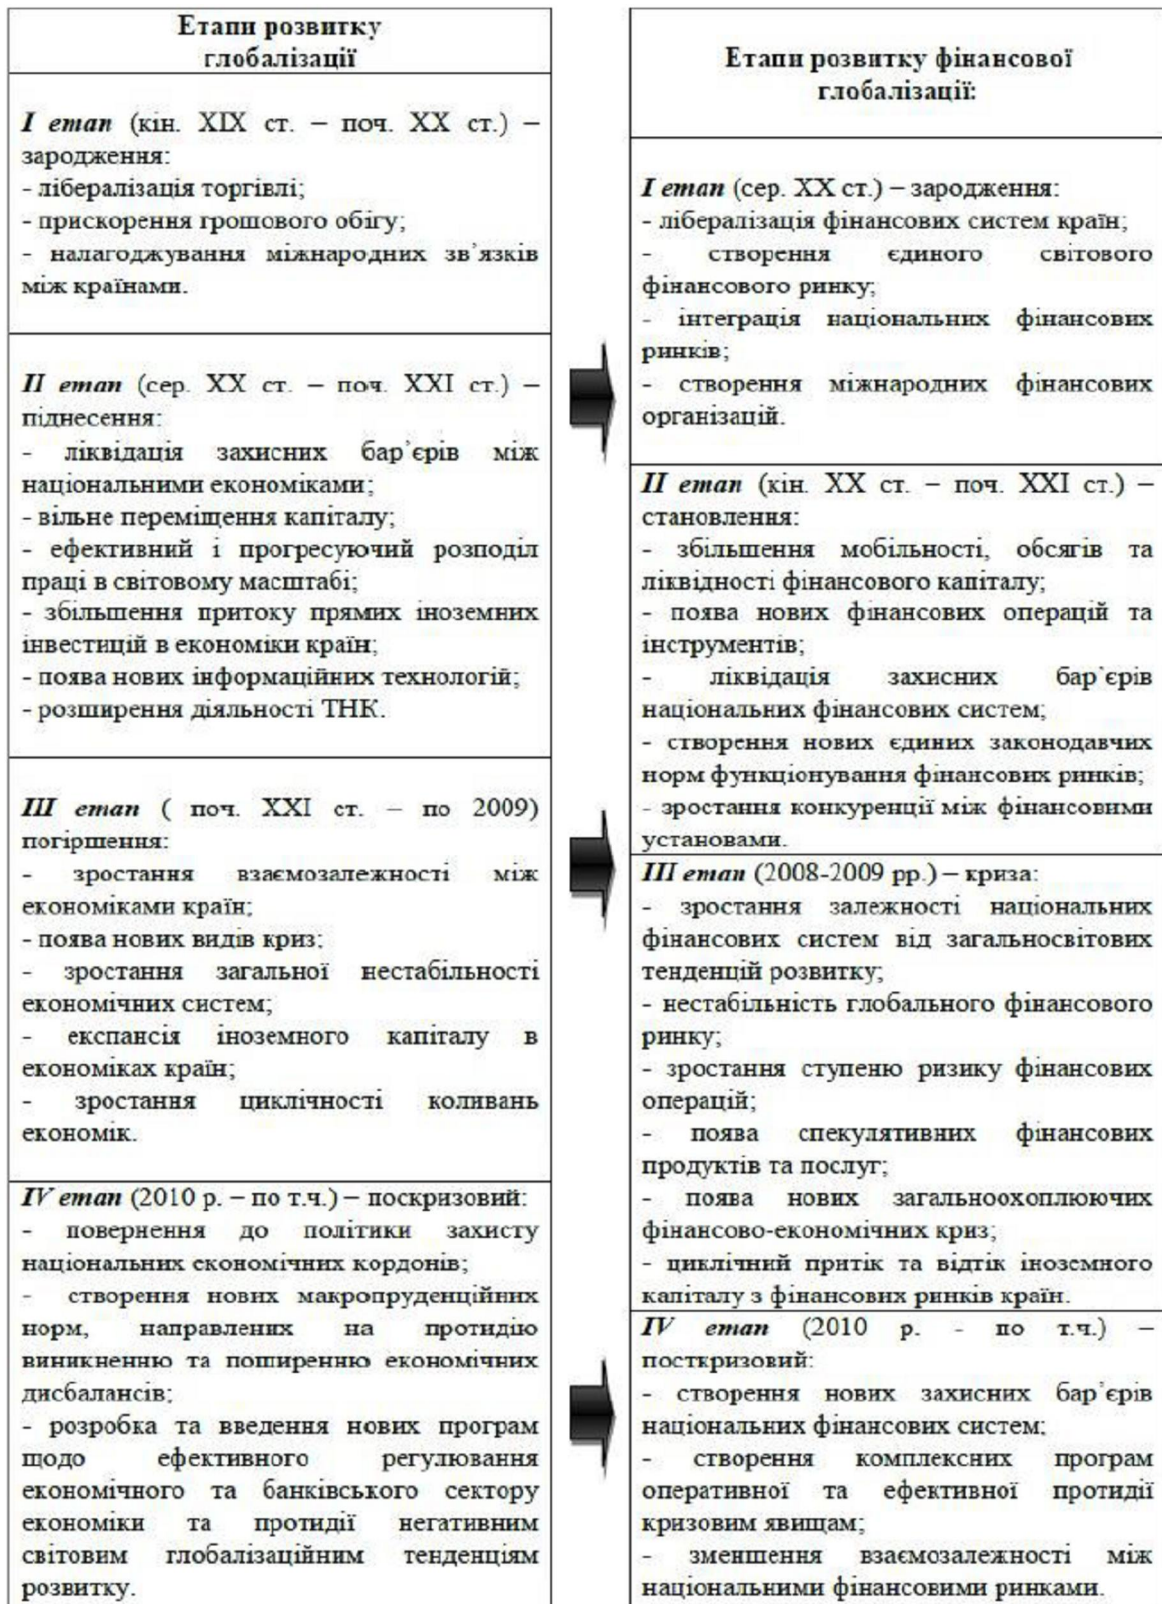 Етапи розвитку
глобалізації
I етап (кін. XIX ст. – поч. XX ст.) –
зародження:
- лібералізація торгівлі;
- прискорення грошового обігу;
- налагоджування міжнародних зв’язків
між країнами.
II етап (сер. XX ст. – поч. XXI ст.) –
піднесення:
- ліквідація захисних бар’єрів між
національними економіками;
- вільне переміщення капіталу;
- ефективний і прогресуючий розподіл
праці в світовому масштабі;
- збільшення притоку прямих іноземних
інвестицій в економіки країн;
- поява нових інформаційних технологій;
- розширення діяльності ТНК.
III етап ( поч. XXI ст. – по 2009)
погіршення:
- зростання взаємозалежності між
економіками країн;
- поява нових видів криз;
- зростання загальної нестабільності
економічних систем;
- експансія іноземного капіталу в
економіках країн;
- зростання циклічності коливань
економік.
IV етап (2010 р. – по т.ч.) – поскризовий:
- повернення до політики захисту
національних економічних кордонів;
- створення нових макропруденційних
норм, направлених на протидію
виникненню та поширенню економічних
дисбалансів;
- розробка та введення нових програм
щодо ефективного регулювання
економічного та банківського сектору
економіки та протидії негативним
світовим глобалізаційним тенденціям
розвитку.
Етапи розвитку фінансової
глобалізації:
I етап (сер. XX ст.) – зародження:
- лібералізація фінансових систем країн;
- створення єдиного світового
фінансового ринку;
- інтеграція національних фінансових
ринків;
- створення міжнародних фінансових
організацій.
II етап (кін. XX ст. – поч. XXI ст.) –
становлення:
- збільшення мобільності, обсягів та
ліквідності фінансового капіталу;
- поява нових фінансових операцій та
інструментів;
- ліквідація захисних бар’єрів
національних фінансових систем;
- створення нових єдиних законодавчих
норм функціонування фінансових ринків;
- зростання конкуренції між фінансовими
установами.
III етап (2008-2009 рр.) – криза:
- зростання залежності національних
фінансових систем від загальносвітових
тенденцій розвитку;
- нестабільність глобального фінансового
ринку;
- зростання ступеню ризику фінансових
операцій;
- поява спекулятивних фінансових
продуктів та послуг;
- поява нових загальноохоплюючих
фінансово-економічних криз;
- циклічний притік та відтік іноземного
капіталу з фінансових ринків країн.
IV етап (2010 р. - по т.ч.) –
посткризовий:
- створення нових захисних бар’єрів
національних фінансових систем;
- створення комплексних програм
оперативної та ефективної протидії
кризовим явищам;
- зменшення взаємозалежності між
національними фінансовими ринками.